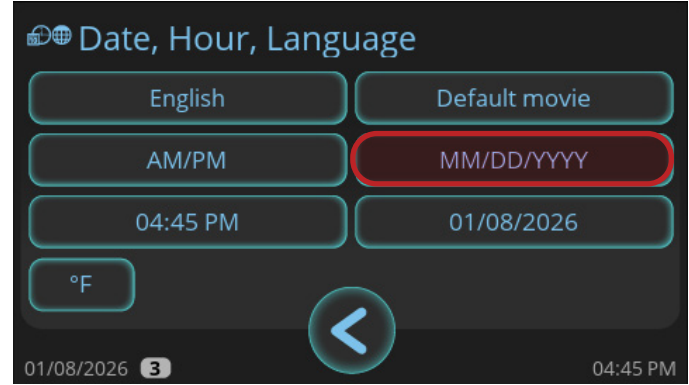 Date, Hour, Language
English
Default movie
AM/PM
MM/DD/YYYY
04:45 PM
01/08/2026
°F
01/08/2026 3
04:45 PM